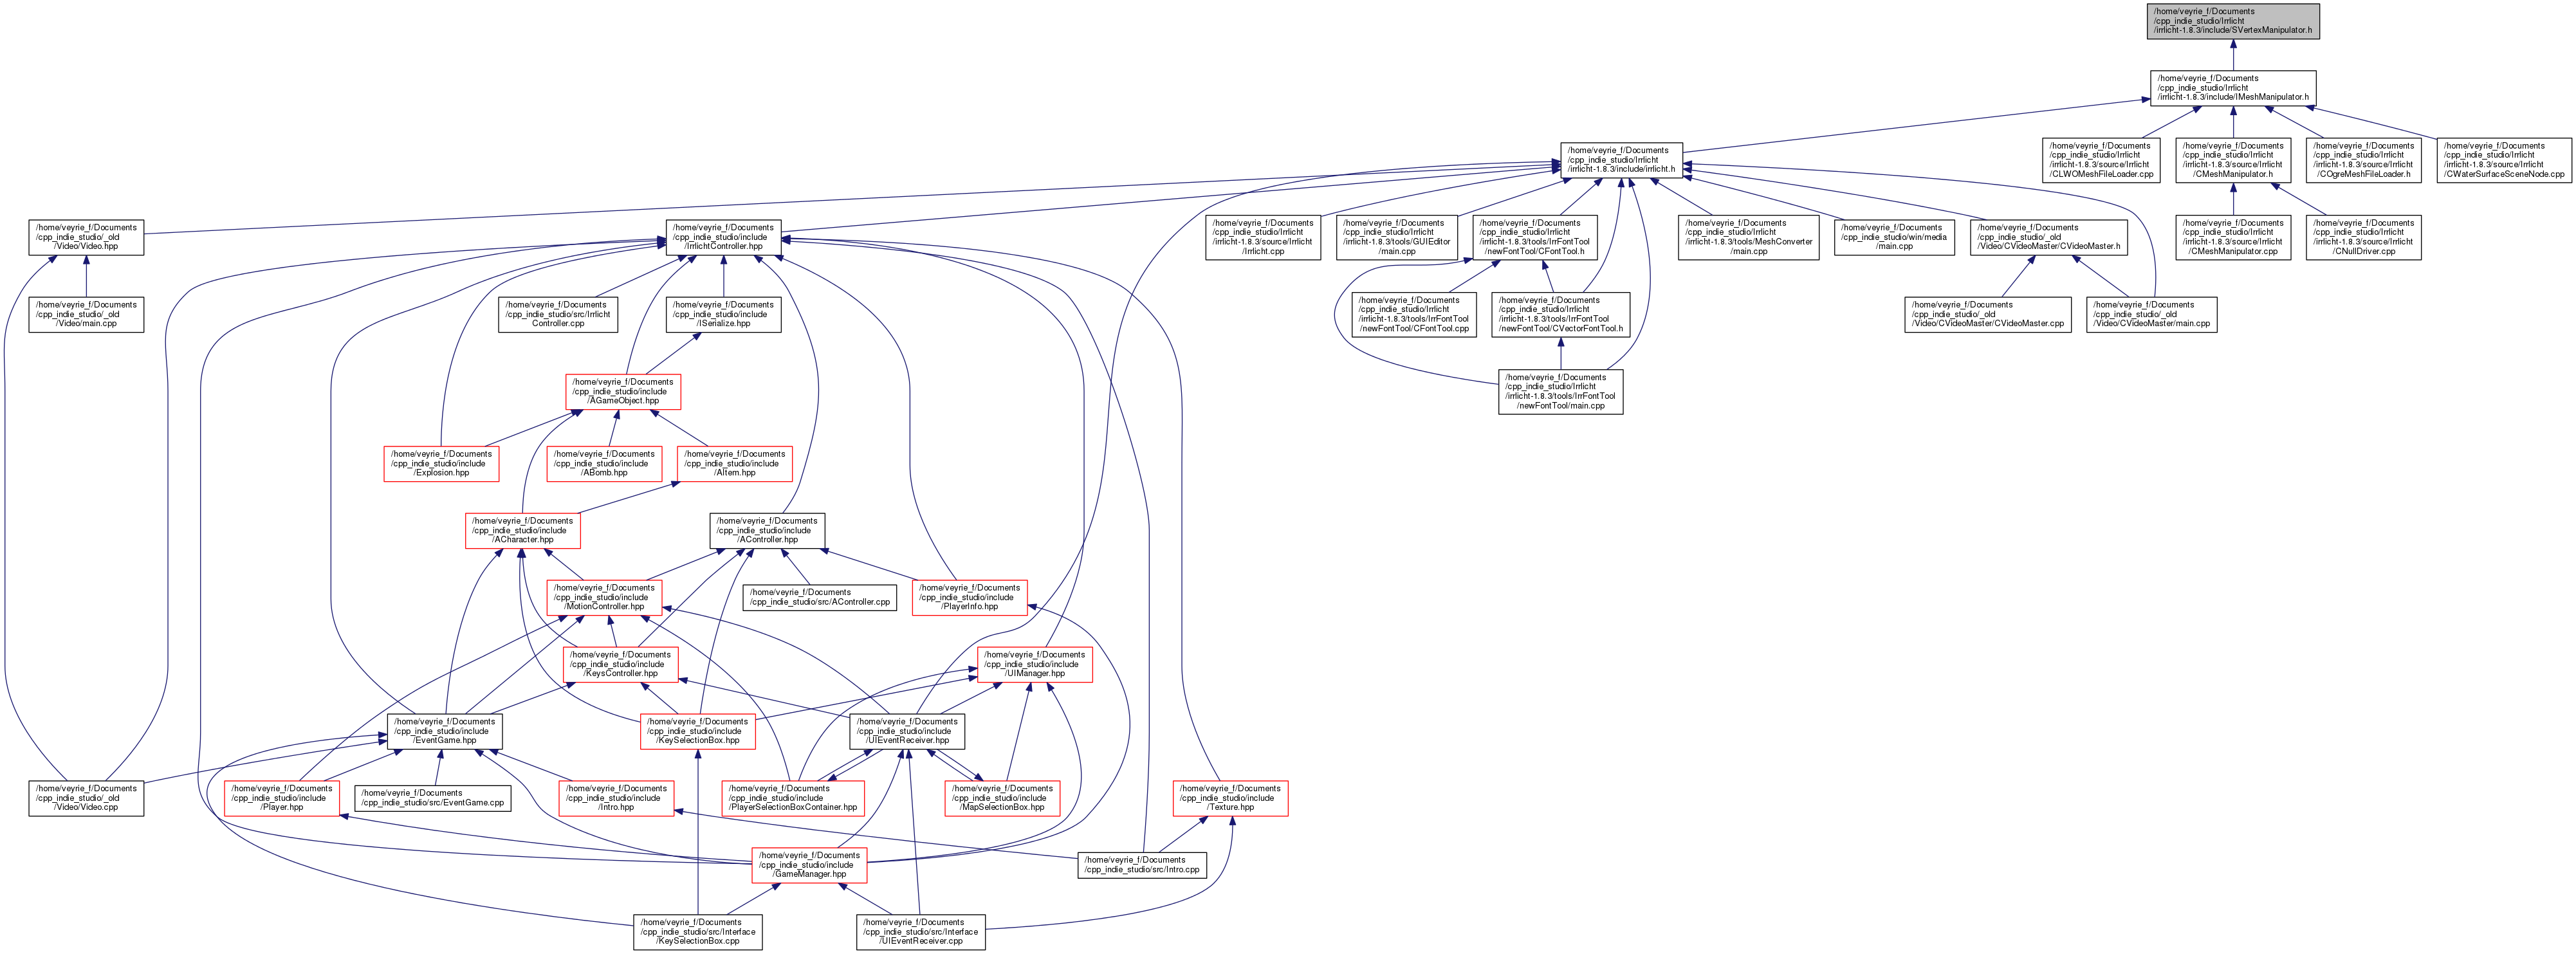 /home/veyrie_f/Documents
/cpp_indie_studio/Irrlicht
/irrlicht-1.8.3/include/SVertexManipulator.h
/home/veyrie_f/Documents
/cpp_indie_studio/Irrlicht
/irrlicht-1.8.3/include/IMeshManipulator.h
/home/veyrie_f/Documents
/cpp_indie_studio/Irrlicht
/irrlicht-1.8.3/include/irrlicht.h
/home/veyrie_f/Documents
/cpp_indie_studio/Irrlicht
/irrlicht-1.8.3/source/Irrlicht
/CLWOMeshFileLoader.cpp
/home/veyrie_f/Documents
/cpp_indie_studio/Irrlicht
/irrlicht-1.8.3/source/Irrlicht
/CMeshManipulator.h
/home/veyrie_f/Documents
/cpp_indie_studio/Irrlicht
/irrlicht-1.8.3/source/Irrlicht
/COgreMeshFileLoader.h
/home/veyrie_f/Documents
/cpp_indie_studio/Irrlicht
/irrlicht-1.8.3/source/Irrlicht
/CWaterSurfaceSceneNode.cpp
/home/veyrie_f/Documents
/cpp_indie_studio/_old
/Video/Video.hpp
/home/veyrie_f/Documents
/cpp_indie_studio/include
/IrrlichtController.hpp
/home/veyrie_f/Documents
/cpp_indie_studio/Irrlicht
/irrlicht-1.8.3/source/Irrlicht
/Irrlicht.cpp
/home/veyrie_f/Documents
/cpp_indie_studio/Irrlicht
/irrlicht-1.8.3/tools/GUIEditor
/main.cpp
/home/veyrie_f/Documents
/cpp_indie_studio/Irrlicht
/irrlicht-1.8.3/tools/IrrFontTool
/newFontTool/CFontTool.h
/home/veyrie_f/Documents
/cpp_indie_studio/Irrlicht
/irrlicht-1.8.3/tools/MeshConverter
/main.cpp
/home/veyrie_f/Documents
/cpp_indie_studio/win/media
/main.cpp
/home/veyrie_f/Documents
/cpp_indie_studio/_old
/Video/CVideoMaster/CVideoMaster.h
/home/veyrie_f/Documents
/cpp_indie_studio/Irrlicht
/irrlicht-1.8.3/source/Irrlicht
/CMeshManipulator.cpp
/home/veyrie_f/Documents
/cpp_indie_studio/Irrlicht
/irrlicht-1.8.3/source/Irrlicht
/CNullDriver.cpp
/home/veyrie_f/Documents
/cpp_indie_studio/_old
/Video/main.cpp
/home/veyrie_f/Documents
/cpp_indie_studio/src/Irrlicht
Controller.cpp
/home/veyrie_f/Documents
/cpp_indie_studio/include
/ISerialize.hpp
/home/veyrie_f/Documents
/cpp_indie_studio/Irrlicht
/irrlicht-1.8.3/tools/IrrFontTool
/newFontTool/CFontTool.cpp
/home/veyrie_f/Documents
/cpp_indie_studio/Irrlicht
/irrlicht-1.8.3/tools/IrrFontTool
/newFontTool/CVectorFontTool.h
/home/veyrie_f/Documents
/cpp_indie_studio/_old
/Video/CVideoMaster/CVideoMaster.cpp
/home/veyrie_f/Documents
/cpp_indie_studio/_old
/Video/CVideoMaster/main.cpp
/home/veyrie_f/Documents
/cpp_indie_studio/include
/AGameObject.hpp
/home/veyrie_f/Documents
/cpp_indie_studio/Irrlicht
/irrlicht-1.8.3/tools/IrrFontTool
/newFontTool/main.cpp
/home/veyrie_f/Documents
/cpp_indie_studio/include
/Explosion.hpp
/home/veyrie_f/Documents
/cpp_indie_studio/include
/ABomb.hpp
/home/veyrie_f/Documents
/cpp_indie_studio/include
/AItem.hpp
/home/veyrie_f/Documents
/cpp_indie_studio/include
/ACharacter.hpp
/home/veyrie_f/Documents
/cpp_indie_studio/include
/AController.hpp
/home/veyrie_f/Documents
/cpp_indie_studio/include
/MotionController.hpp
/home/veyrie_f/Documents
/cpp_indie_studio/src/AController.cpp
/home/veyrie_f/Documents
/cpp_indie_studio/include
/PlayerInfo.hpp
/home/veyrie_f/Documents
/cpp_indie_studio/include
/KeysController.hpp
/home/veyrie_f/Documents
/cpp_indie_studio/include
/UIManager.hpp
/home/veyrie_f/Documents
/cpp_indie_studio/include
/EventGame.hpp
/home/veyrie_f/Documents
/cpp_indie_studio/include
/KeySelectionBox.hpp
/home/veyrie_f/Documents
/cpp_indie_studio/include
/UIEventReceiver.hpp
/home/veyrie_f/Documents
/cpp_indie_studio/_old
/Video/Video.cpp
/home/veyrie_f/Documents
/cpp_indie_studio/include
/Player.hpp
/home/veyrie_f/Documents
/cpp_indie_studio/src/EventGame.cpp
/home/veyrie_f/Documents
/cpp_indie_studio/include
/Intro.hpp
/home/veyrie_f/Documents
/cpp_indie_studio/include
/PlayerSelectionBoxContainer.hpp
/home/veyrie_f/Documents
/cpp_indie_studio/include
/MapSelectionBox.hpp
/home/veyrie_f/Documents
/cpp_indie_studio/include
/Texture.hpp
/home/veyrie_f/Documents
/cpp_indie_studio/include
/GameManager.hpp
/home/veyrie_f/Documents
/cpp_indie_studio/src/Intro.cpp
/home/veyrie_f/Documents
/cpp_indie_studio/src/Interface
/KeySelectionBox.cpp
/home/veyrie_f/Documents
/cpp_indie_studio/src/Interface
/UIEventReceiver.cpp